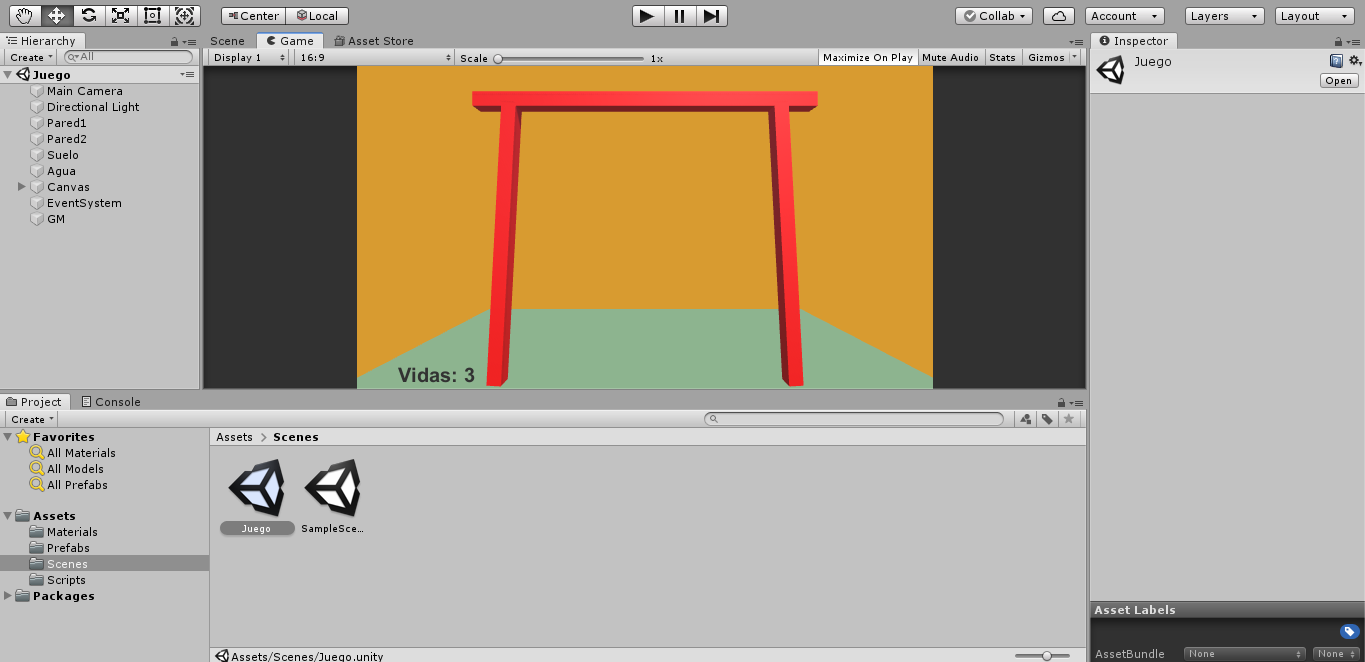 Center Local Collab Account Layers Layout
Hierarchy Scene Game Asset Store Inspector
Create All Display 1 16:9 Scale 1x Maximize On Play Mute Audio Stats Gizmos Juego
Open
Juego
Main Camera
Directional Light
Pared1
Pared2
Suelo
Agua
Canvas
EventSystem
GM
Vidas: 3
Project Console
Create
Favorites Assets > Scenes
All Materials
All Models
All Prefabs
Assets
Materials Juego SampleSce...
Prefabs
Scenes
Scripts
Packages
Asset Labels
Assets/Scenes/Juego.unity AssetBundle None None